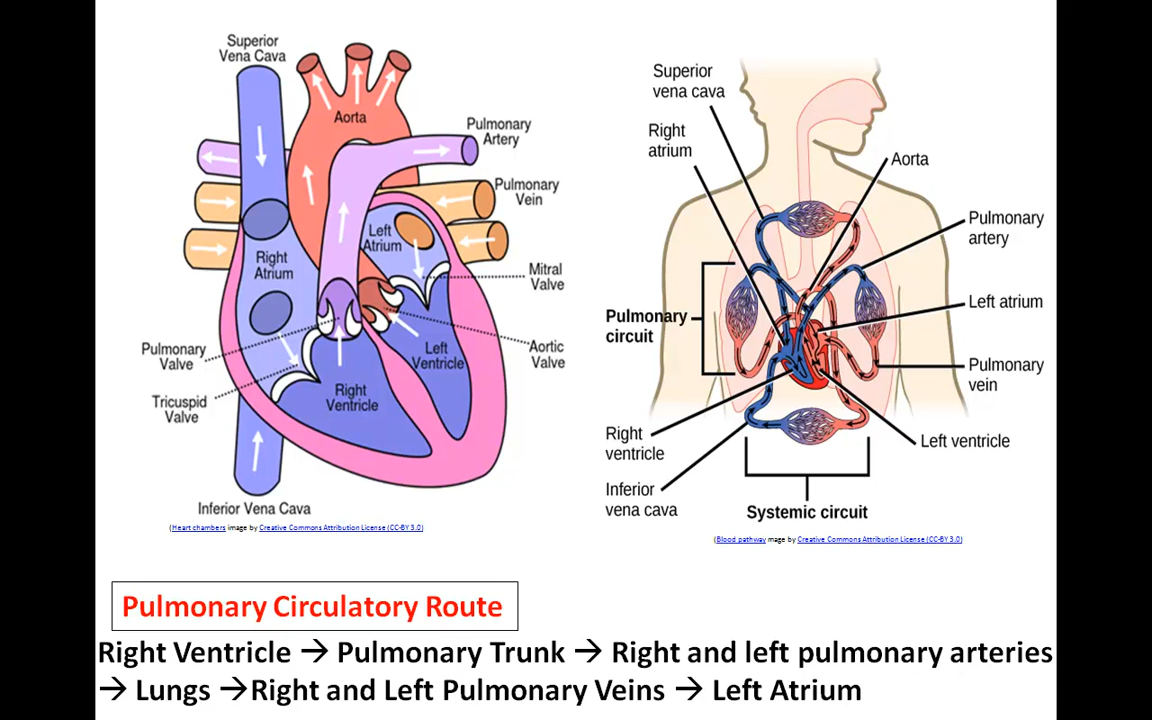 Superior
Vena Cava
Aorta
Pulmonary
Artery
Pulmonary
Vein
Left
Atrium
Right
Atrium
Mitral
Valve
Pulmonary
Valve
Left
Ventricle
Aortic
Valve
Tricuspid
Valve
Right
Ventricle
Inferior Vena Cava
(Heart chambers image by Creative Commons Attribution License (CC-BY 3.0)
Superior
vena cava
Right
atrium
Aorta
Pulmonary
artery
Left atrium
Pulmonary
circuit
Pulmonary
vein
Right
ventricle
Left ventricle
Inferior
vena cava
Systemic circuit
(Blood pathway mage by Creative Commons Attribution License (CC-BY 3.0)
Pulmonary Circulatory Route
Right Ventricle → Pulmonary Trunk → Right and left pulmonary arteries
→ Lungs →Right and Left Pulmonary Veins → Left Atrium